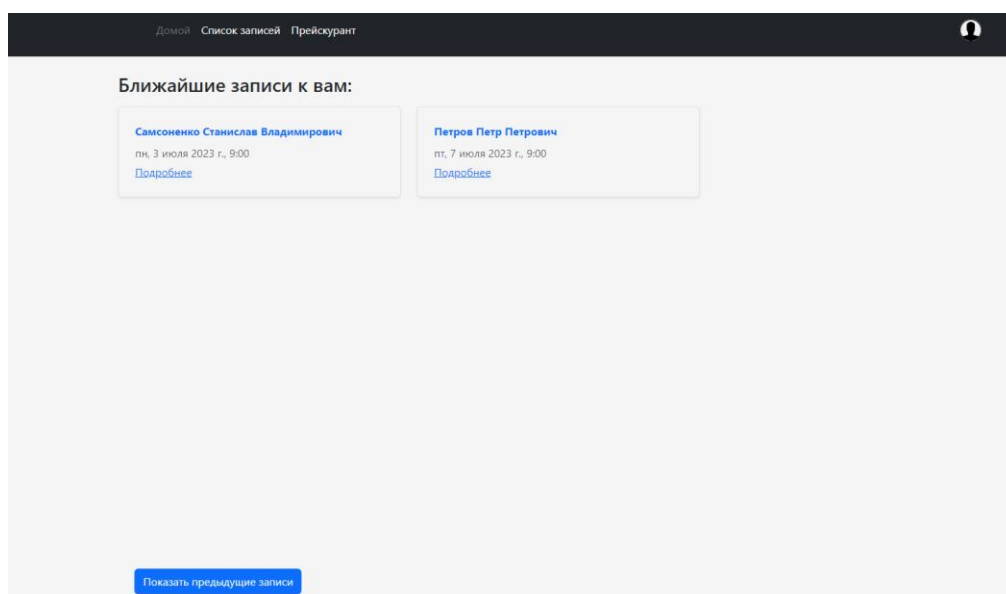 Домой Список записей Прейскурант
Ближайшие записи к вам:
Самсоненко Станислав Владимирович
пн, 3 июля 2023 г., 9:00
Подробнее
Петров Петр Петрович
пт, 7 июля 2023 г., 9:00
Подробнее
Показать предыдущие записи